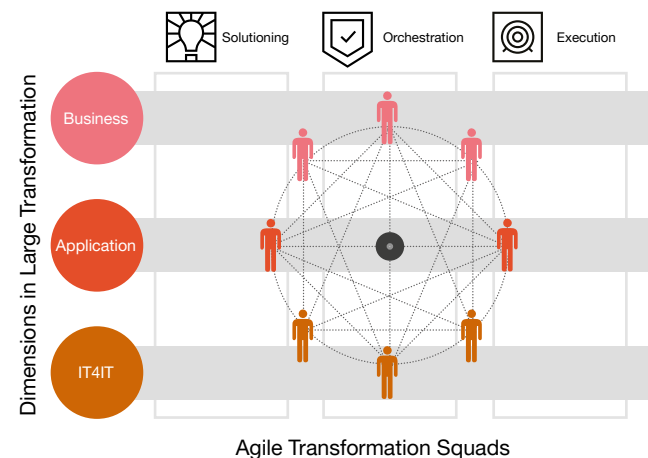 Solutioning
Orchestration
Execution
Dimensions in Large Transformation
Business
Application
IT4IT
Agile Transformation Squads